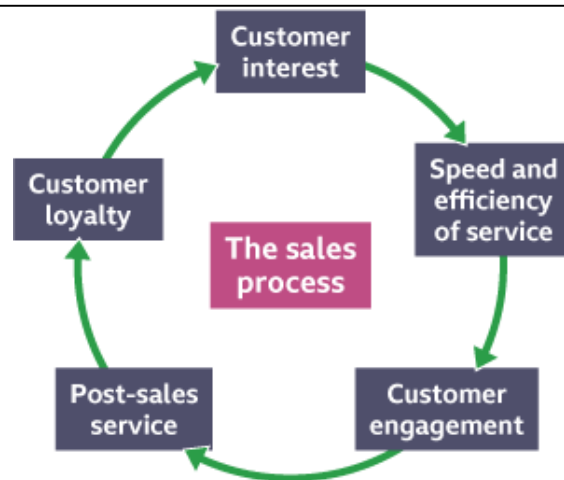 Customer
interest
Speed and
efficiency
of service
Customer
engagement
Post-sales
service
Customer
loyalty
The sales
process